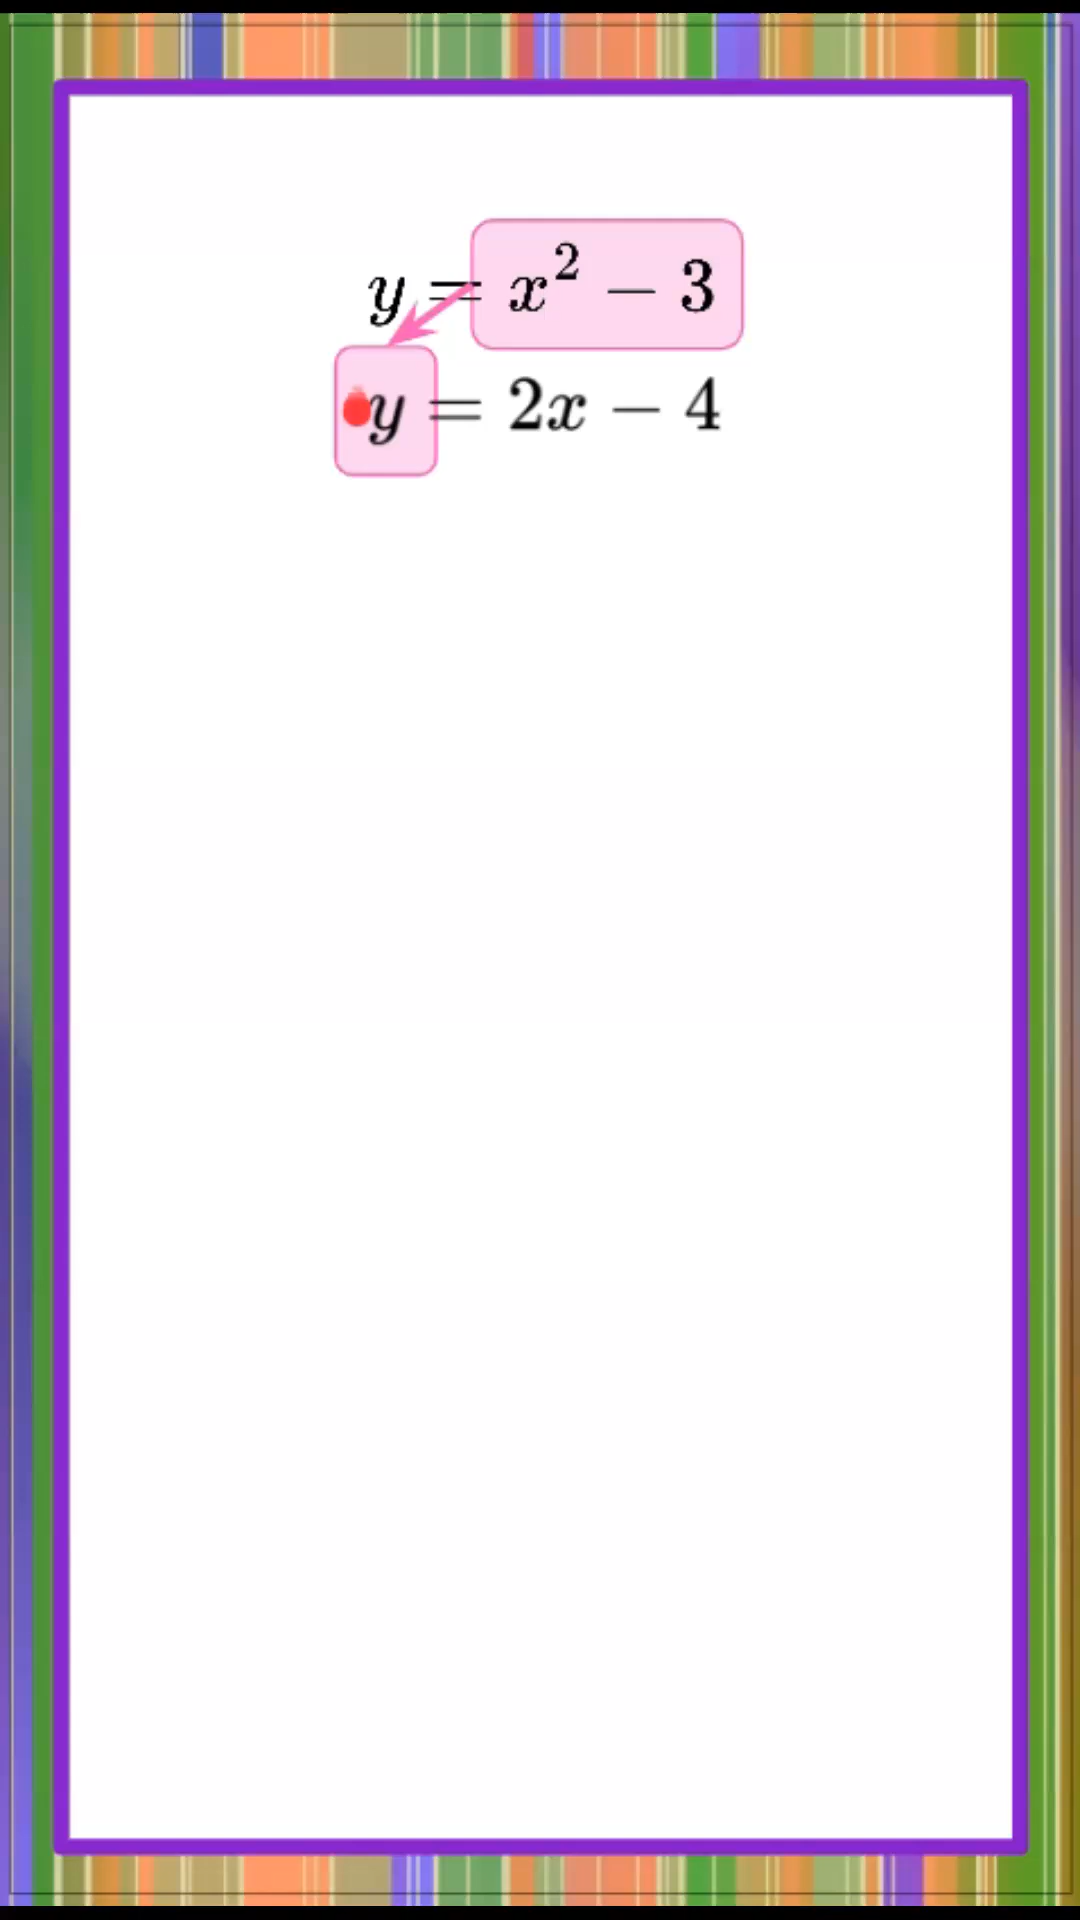 y = x² − 3
y = 2x − 4